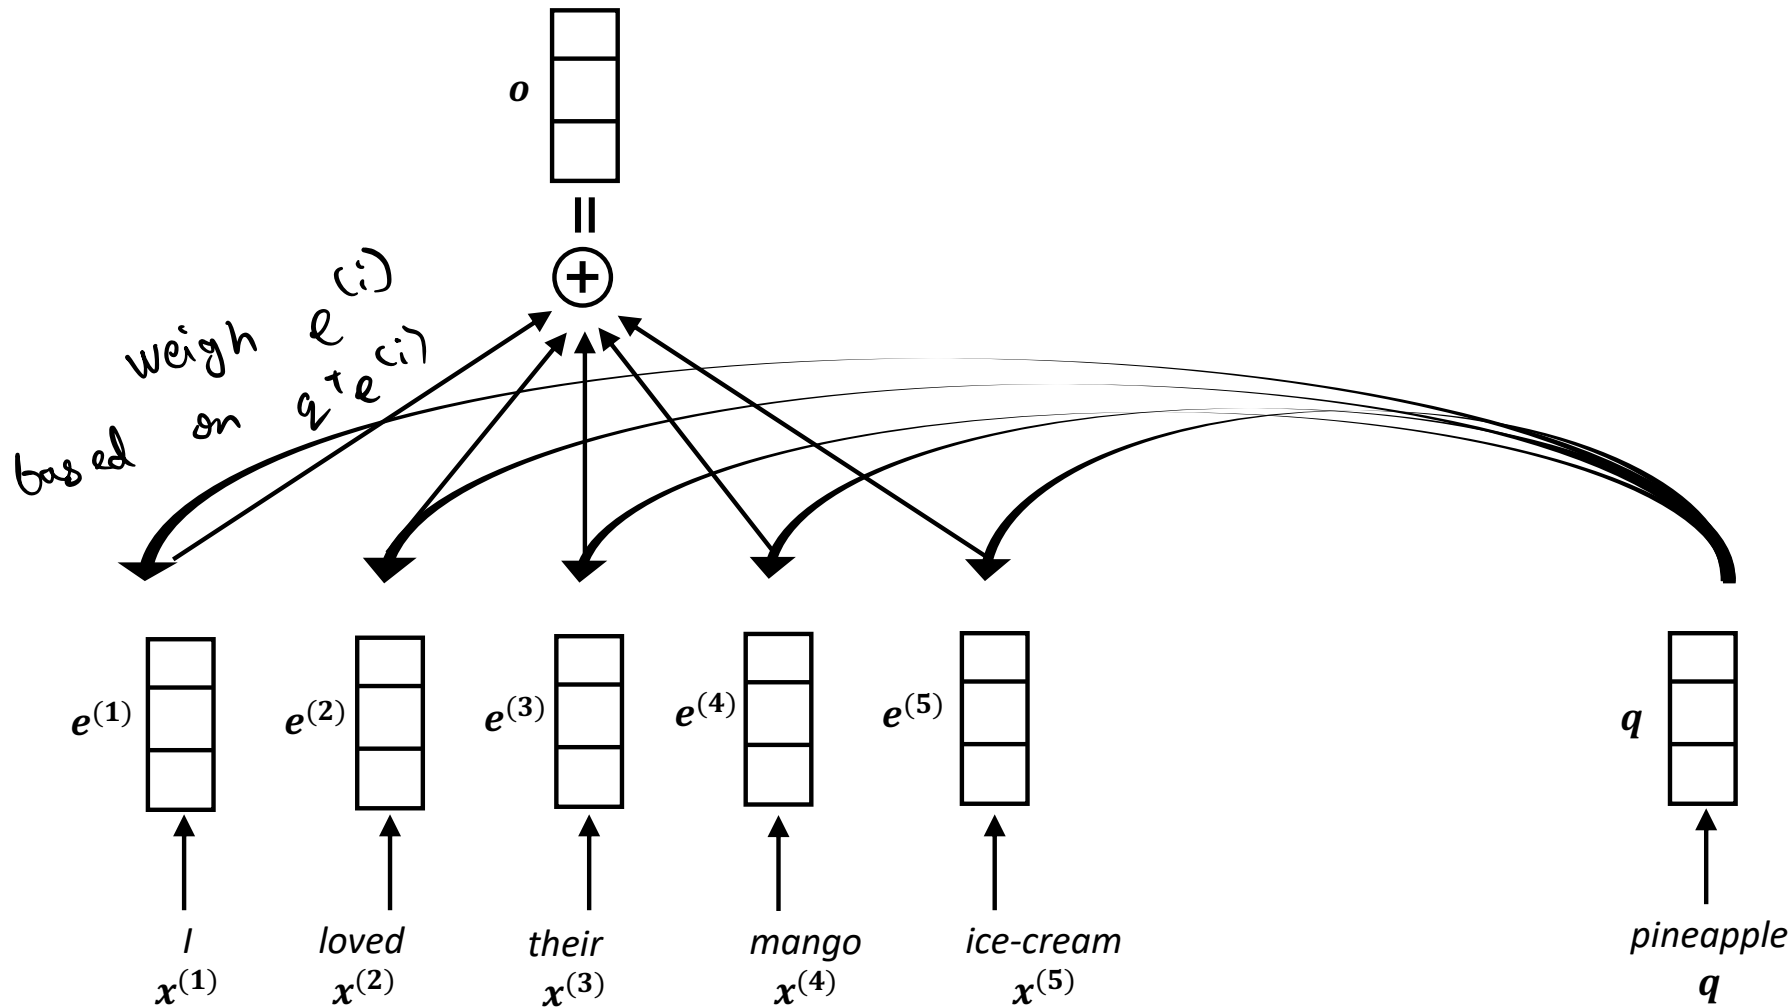 o
weigh e^(i)
based on q^T e^(i)
e^(1) e^(2) e^(3) e^(4) e^(5) q
I loved their mango ice-cream pineapple
x^(1) x^(2) x^(3) x^(4) x^(5) q